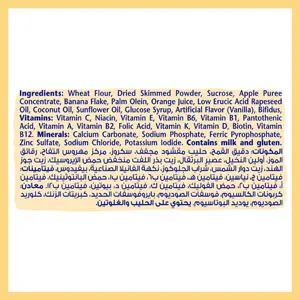 Ingredients: Wheat Flour, Dried Skimmed Powder, Sucrose, Apple Puree
Concentrate, Banana Flake, Palm Olein, Orange Juice, Low Erucic Acid Rapeseed
Oil, Coconut Oil, Sunflower Oil, Glucose Syrup, Artificial Flavor (Vanilla), Bifidus,
Vitamins: Vitamin C, Niacin, Vitamin E, Vitamin B6, Vitamin B1, Pantothenic
Acid, Vitamin A, Vitamin B2, Folic Acid, Vitamin K, Vitamin D, Biotin, Vitamin
B12. Minerals: Calcium Carbonate, Sodium Phosphate, Ferric Pyrophosphate,
Zinc Sulfate, Sodium Chloride, Potassium Iodide. Contains milk and gluten.
المكونات: دقيق القمح، حليب مقشود مجفف، سكروز، مركز مهروس التفاح، رقائق
الموز، أولين النخيل، عصير البرتقال، زيت بذور اللفت منخفض حمض الإيروسيك، زيت جوز
الهند، زيت دوار الشمس، شراب الجلوكوز، نكهة الفانيلا اصطناعية، بيفيدوس، فيتامينات: فيتامين
ج، نياسين، فيتامين هـ، فيتامين ب٦، فيتامين ب١، حمض البانتوثنيك، فيتامين
أ، فيتامين ب٢، حمض الفوليك، فيتامين ك، فيتامين د، بيوتين، فيتامين ب١٢. معادن:
كربونات الكالسيوم، فوسفات الصوديوم، بايروفوسفات الحديد، كبريتات الزنك، كلوريد
الصوديوم، يوديد البوتاسيوم. يحتوي على الحليب والغلوتين.